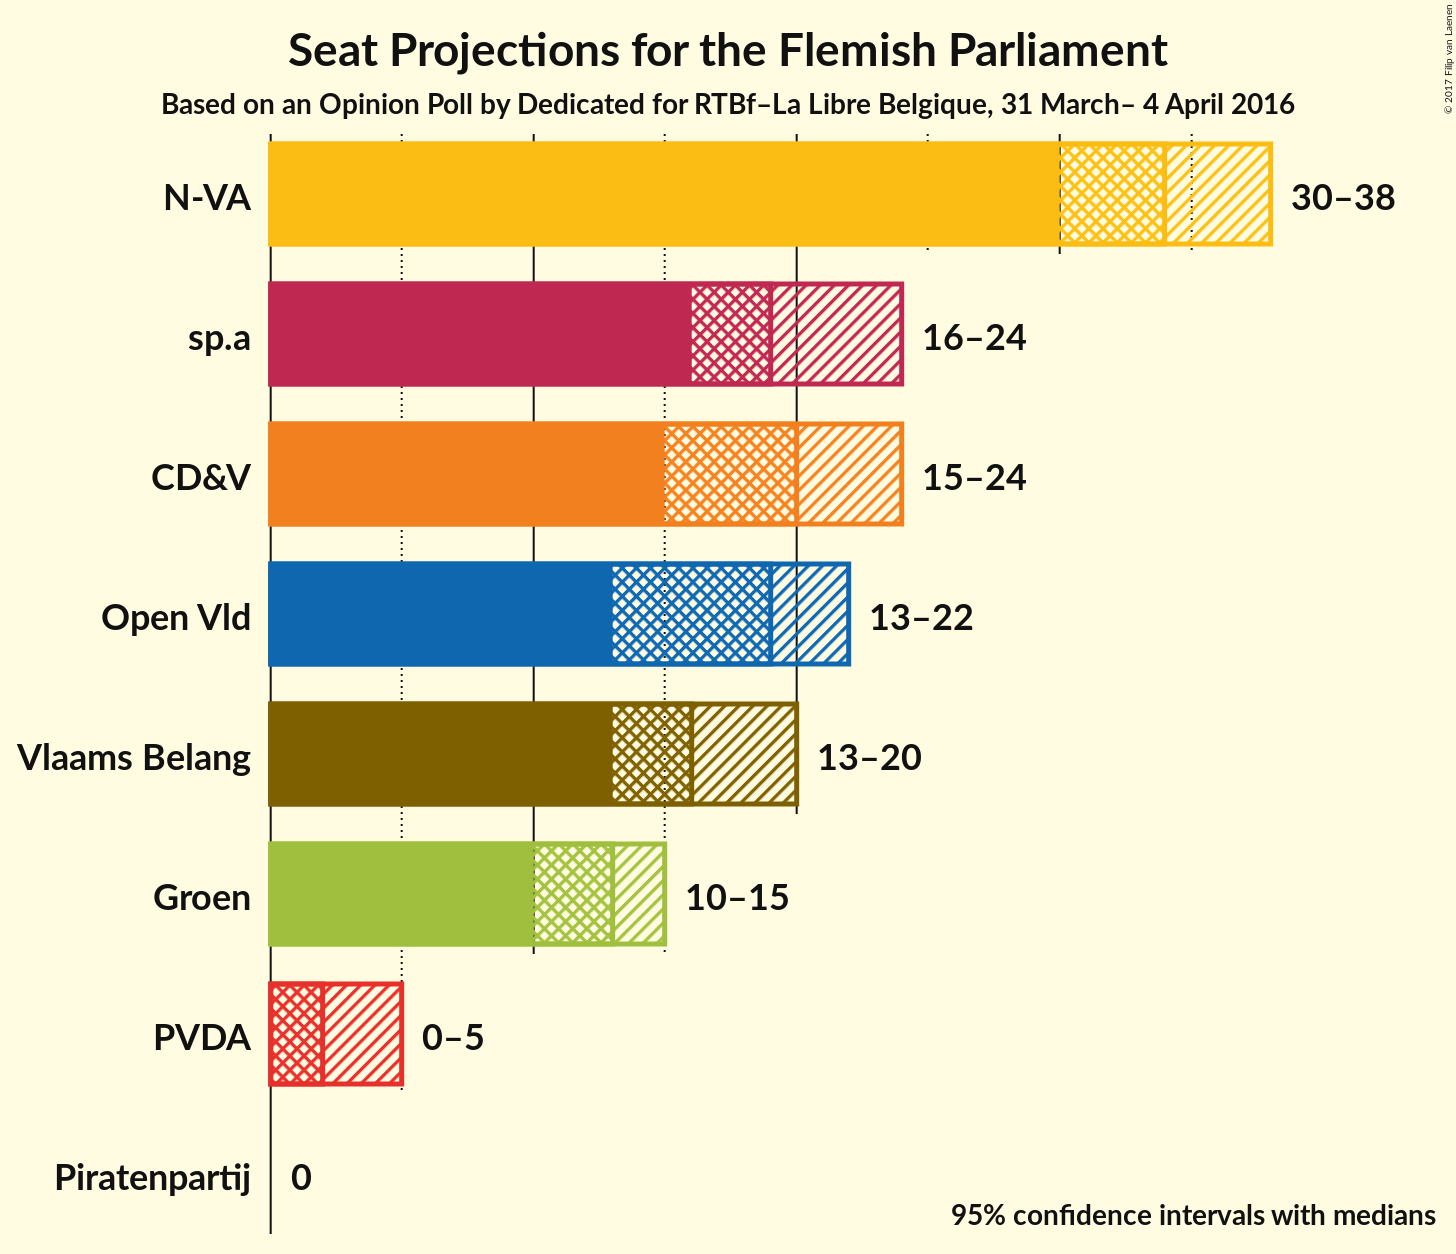 Seat Projections for the Flemish Parliament
Based on an Opinion Poll by Dedicated for RTBf–La Libre Belgique, 31 March– 4 April 2016
© 2017 Filip van Laenen
N-VA 30–38
sp.a 16–24
CD&V 15–24
Open Vld 13–22
Vlaams Belang 13–20
Groen 10–15
PVDA 0–5
Piratenpartij 0
95% confidence intervals with medians